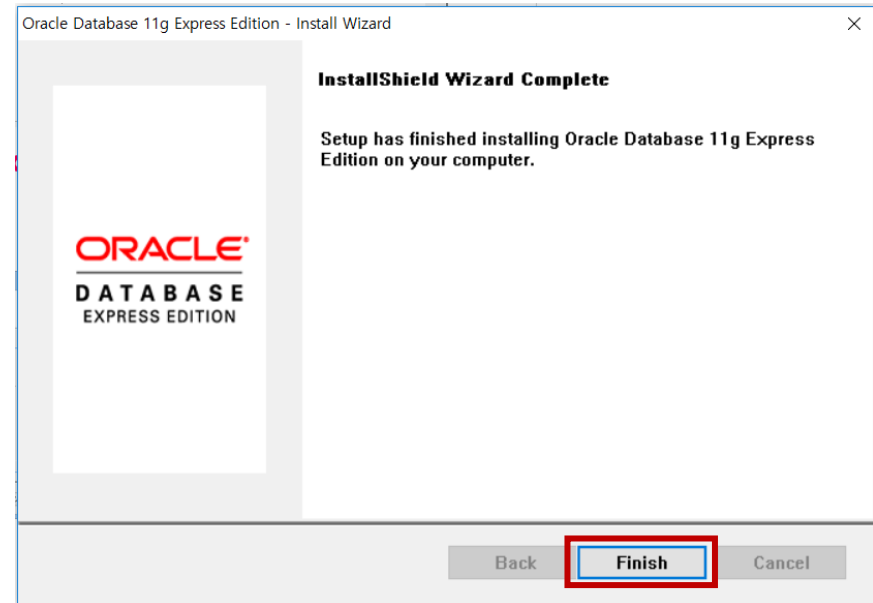 Oracle Database 11g Express Edition - Install Wizard
InstallShield Wizard Complete
Setup has finished installing Oracle Database 11g Express
Edition on your computer.
ORACLE
DATABASE
EXPRESS EDITION
Back
Finish
Cancel